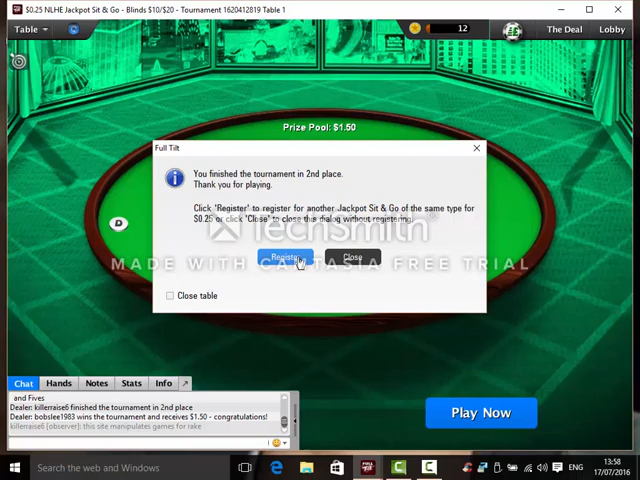 $0.25 NLHE Jackpot Sit & Go - Blinds $10/$20 - Tournament 1620412819 Table 1
Table
12
The Deal
Lobby
Prize Pool: $1.50
Full Tilt
You finished the tournament in 2nd place.
Thank you for playing.
Click 'Register' to register for another Jackpot Sit & Go of the same type for
$0.25 or click 'Close' to close this dialog without registering.
TechSmith
MADE WITH CAMTASIA FREE TRIAL
Register
Close
Close table
D
Chat
Hands
Notes
Stats
Info
and Fives
Dealer: killerraise6 finished the tournament in 2nd place
Dealer: bobslee1983 wins the tournament and receives $1.50 - congratulations!
killerraise6 [observer]: this site manipulates games for rake
Play Now
Search the web and Windows
ENG
13:58
17/07/2016